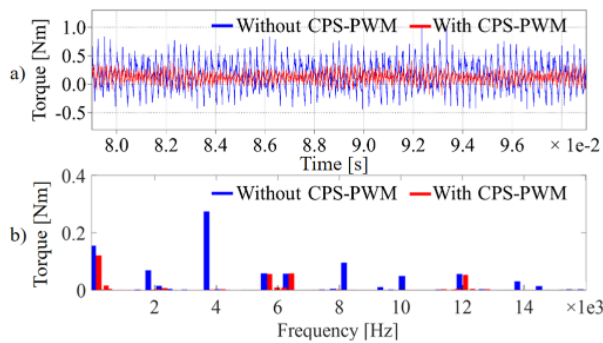 Without CPS-PWM With CPS-PWM
1.0
0.5
0.0
-0.5
Torque [Nm]
a)
8.0 8.2 8.4 8.6 8.8 9.0 9.2 9.4 9.6 × 1e-2
Time [s]
Without CPS-PWM With CPS-PWM
0.4
0.2
0
Torque [Nm]
b)
2 4 6 8 10 12 14 ×1e3
Frequency [Hz]